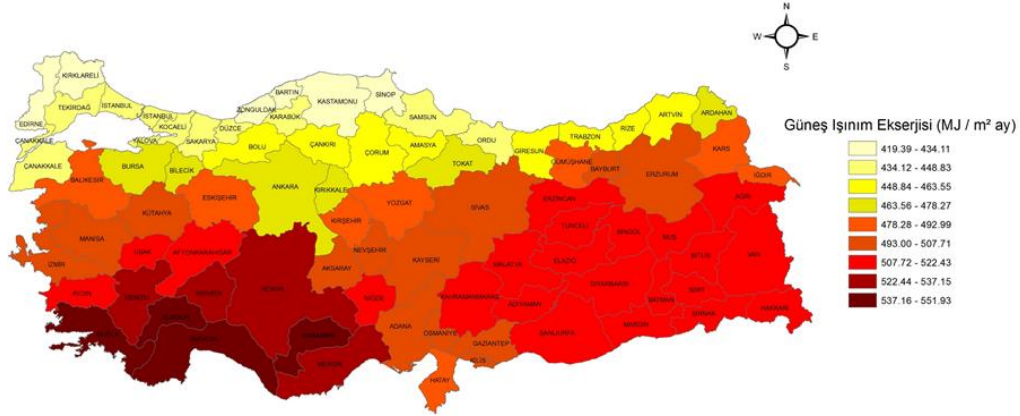 N
W E
S
KIRKLARELİ
EDİRNE
TEKİRDAĞ
İSTANBUL
İSTANBUL
KOCAELİ
YALOVA
SAKARYA
DÜZCE
ZONGULDAK
BARTIN
KARABÜK
KASTAMONU
SİNOP
SAMSUN
ORDU
GİRESUN
TRABZON
RİZE
ARTVİN
ARDAHAN
ÇANAKKALE
ÇANAKKALE
BALIKESİR
BURSA
BİLECİK
BOLU
ÇANKIRI
ÇORUM
AMASYA
TOKAT
GÜMÜŞHANE
BAYBURT
ERZURUM
KARS
IĞDIR
ESKİŞEHİR
ANKARA
KIRIKKALE
KIRŞEHİR
YOZGAT
SİVAS
ERZİNCAN
AĞRI
KÜTAHYA
MANİSA
İZMİR
UŞAK
AFYONKARAHİSAR
KONYA
AKSARAY
NEVŞEHİR
KAYSERİ
MALATYA
TUNCELİ
ELAZIĞ
BİNGÖL
MUŞ
BİTLİS
VAN
AYDIN
DENİZLİ
NİĞDE
KAHRAMANMARAŞ
ADIYAMAN
DİYARBAKIR
BATMAN
SİİRT
ŞIRNAK
HAKKARİ
MARDİN
ŞANLIURFA
ADANA
OSMANİYE
GAZİANTEP
KİLİS
HATAY
MERSİN
Güneş Işınım Ekserjisi (MJ / m² ay)
419.39 - 434.11
434.12 - 448.83
448.84 - 463.55
463.56 - 478.27
478.28 - 492.99
493.00 - 507.71
507.72 - 522.43
522.44 - 537.15
537.16 - 551.93